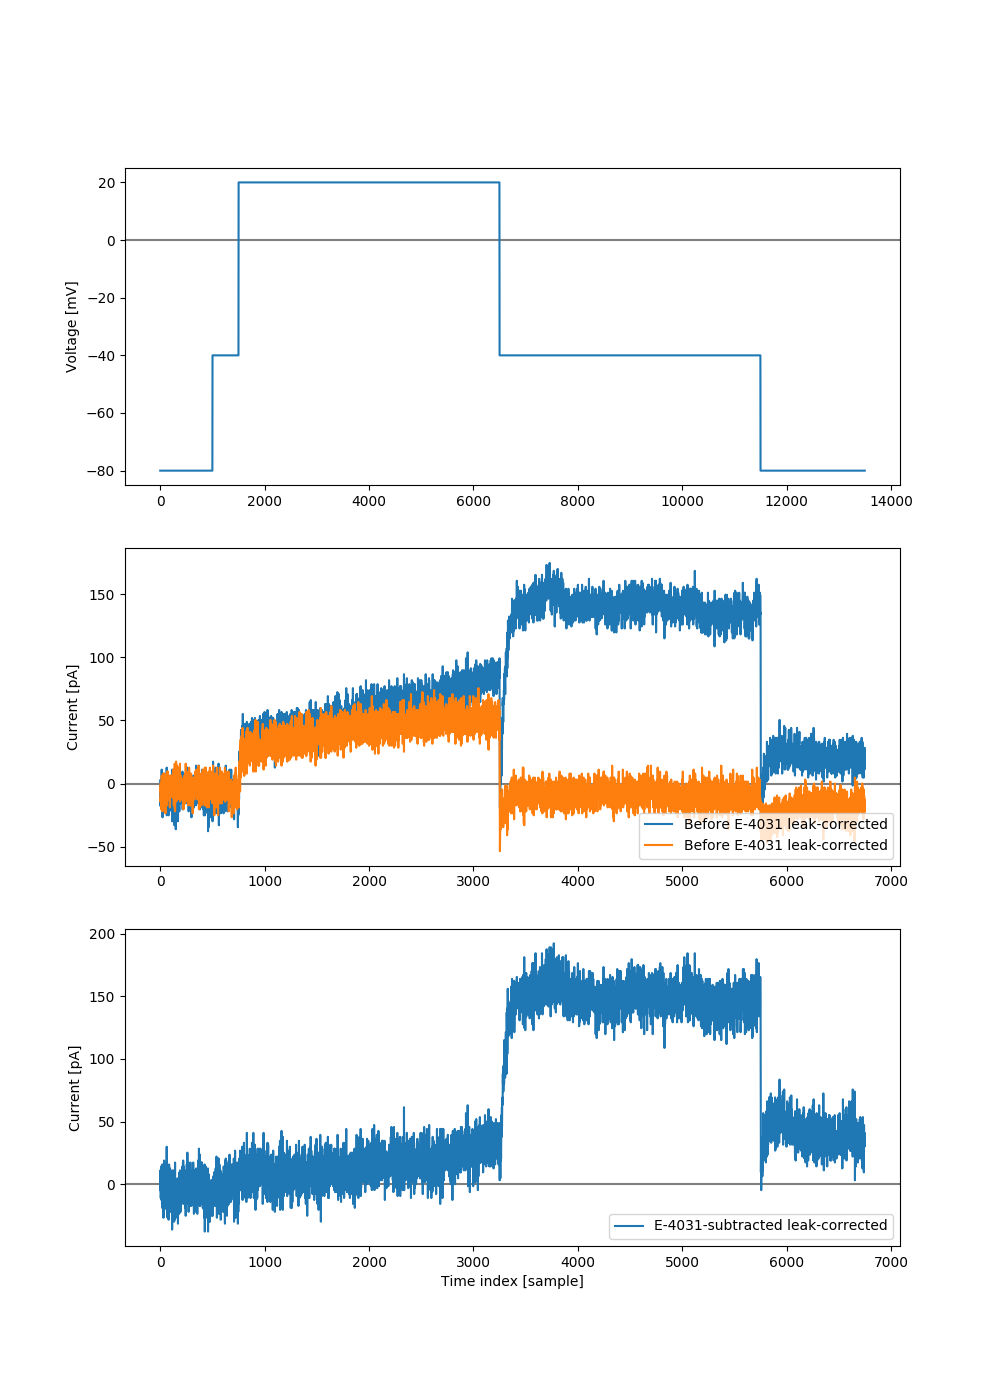 20
0
−20
−40
−60
−80
Voltage [mV]
0 2000 4000 6000 8000 10000 12000 14000
150
100
50
0
−50
Current [pA]
Before E-4031 leak-corrected
Before E-4031 leak-corrected
0 1000 2000 3000 4000 5000 6000 7000
200
150
100
50
0
Current [pA]
E-4031-subtracted leak-corrected
0 1000 2000 3000 4000 5000 6000 7000
Time index [sample]